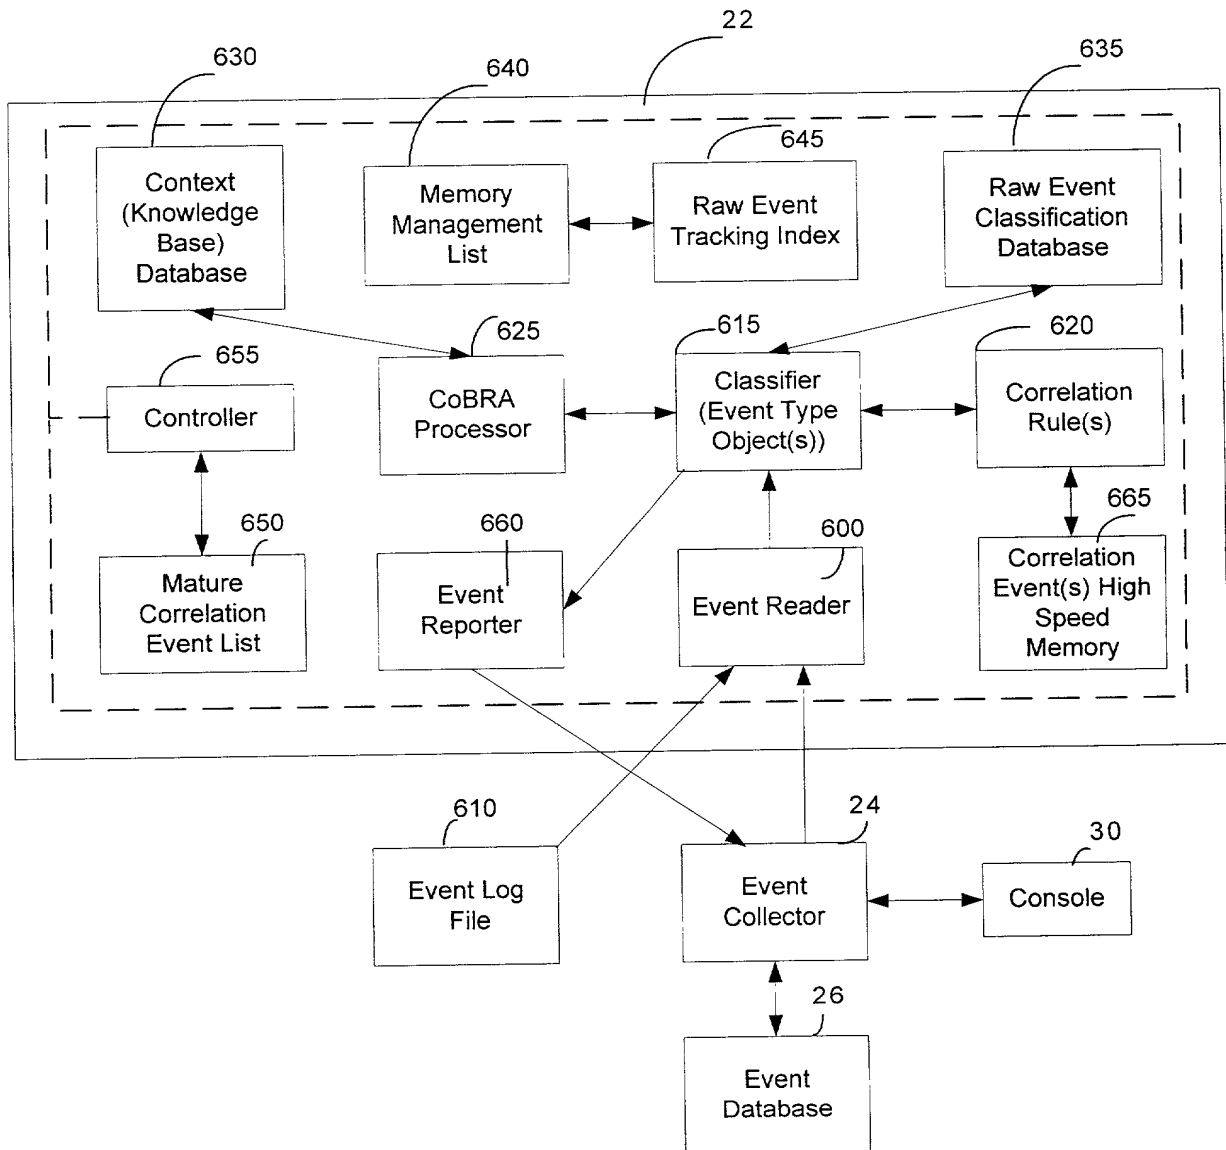 22
630
640
635
645
Context
(Knowledge
Base)
Database
Memory
Management
List
Raw Event
Tracking Index
Raw Event
Classification
Database
625
615
620
655
Controller
CoBRA
Processor
Classifier
(Event Type
Object(s))
Correlation
Rule(s)
650
660
600
665
Mature
Correlation
Event List
Event
Reporter
Event Reader
Correlation
Event(s) High
Speed
Memory
610
24
30
Event Log
File
Event
Collector
Console
26
Event
Database